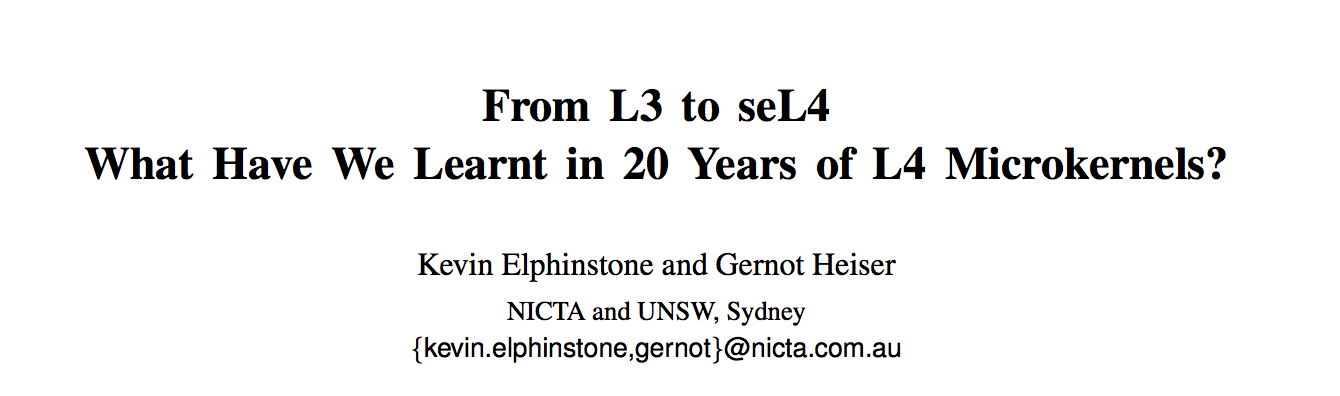 From L3 to seL4
What Have We Learnt in 20 Years of L4 Microkernels?
Kevin Elphinstone and Gernot Heiser
NICTA and UNSW, Sydney
{kevin.elphinstone,gernot}@nicta.com.au